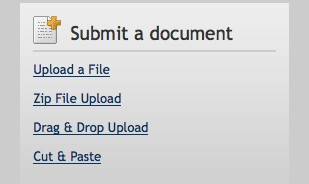 Submit a document
Upload a File
Zip File Upload
Drag & Drop Upload
Cut & Paste